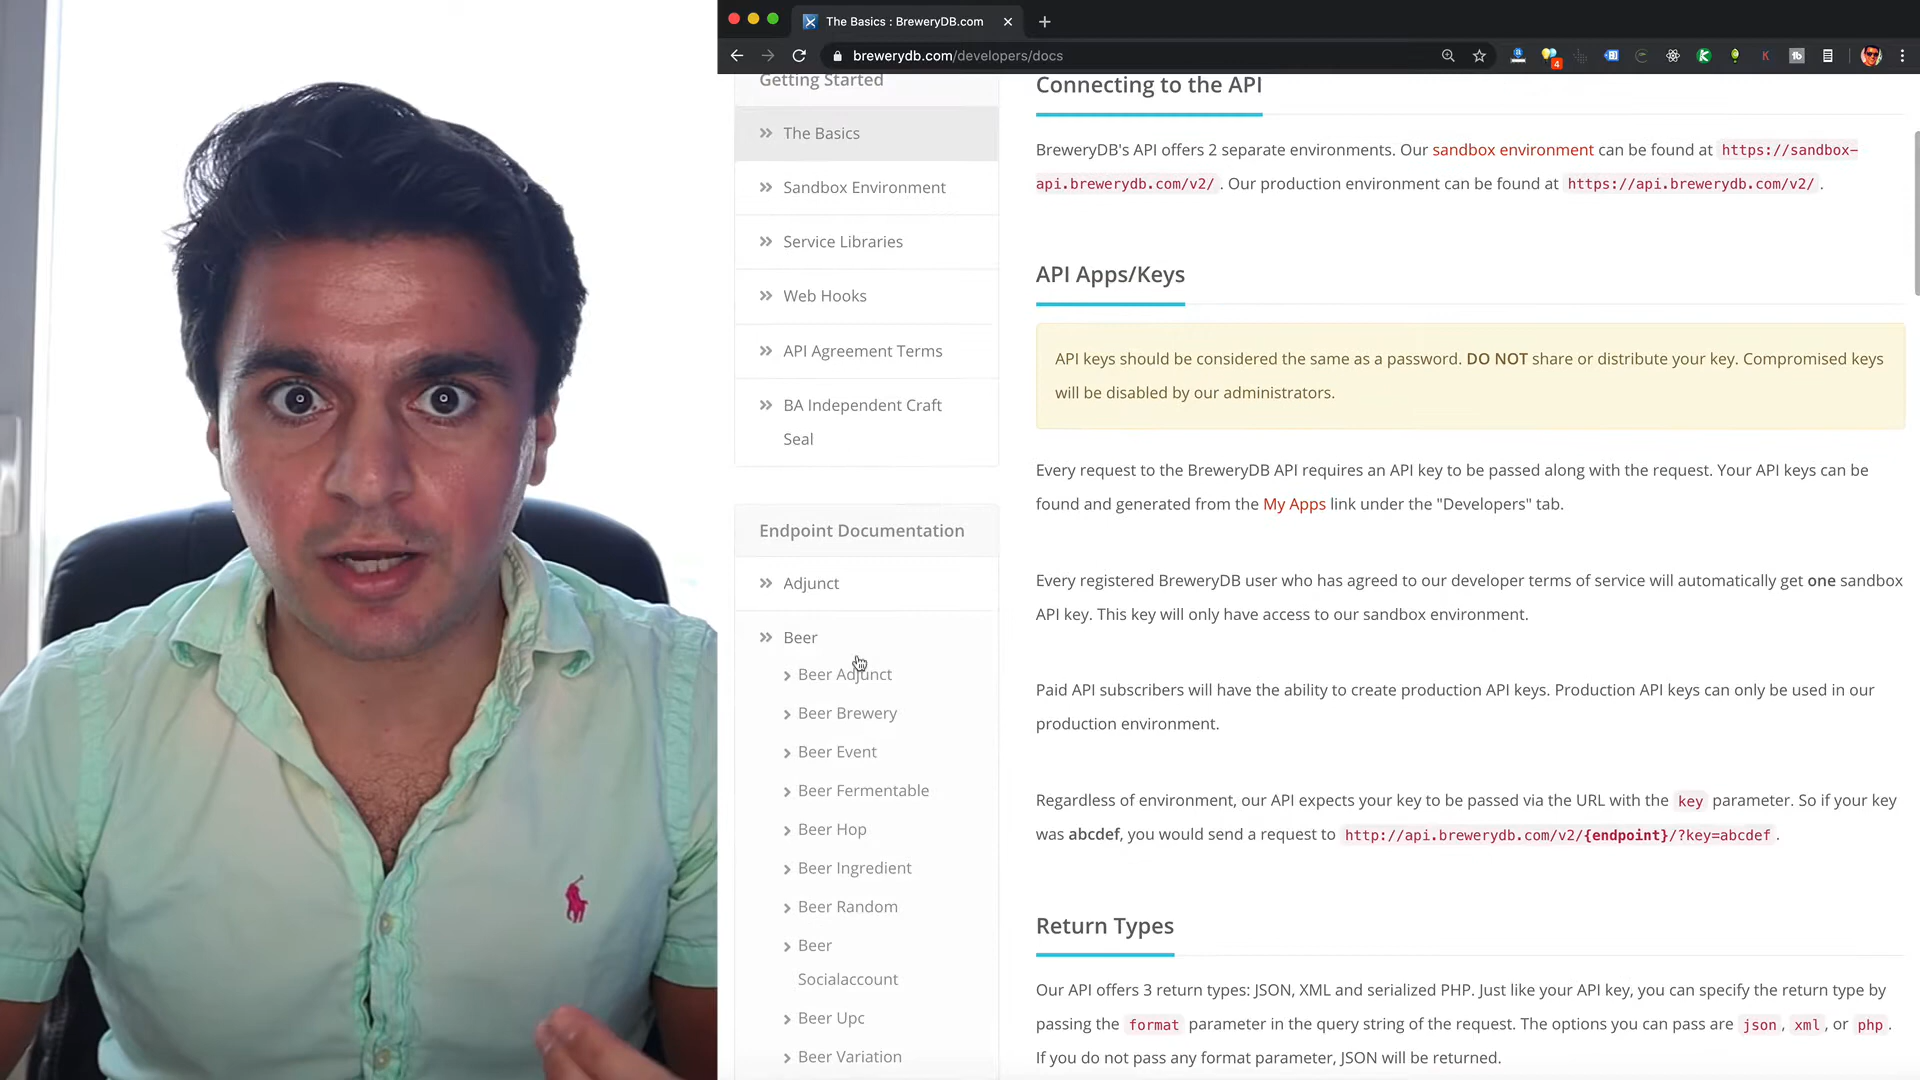 The Basics : BreweryDB.com
brewerydb.com/developers/docs
4
Getting Started
The Basics
Sandbox Environment
Service Libraries
Web Hooks
API Agreement Terms
BA Independent Craft
Seal
Endpoint Documentation
Adjunct
Beer
Beer Adjunct
Beer Brewery
Beer Event
Beer Fermentable
Beer Hop
Beer Ingredient
Beer Random
Beer
Socialaccount
Beer Upc
Beer Variation
Connecting to the API
BreweryDB's API offers 2 separate environments. Our sandbox environment can be found at https://sandbox-
api.brewerydb.com/v2/ . Our production environment can be found at https://api.brewerydb.com/v2/ .
API Apps/Keys
API keys should be considered the same as a password. DO NOT share or distribute your key. Compromised keys
will be disabled by our administrators.
Every request to the BreweryDB API requires an API key to be passed along with the request. Your API keys can be
found and generated from the My Apps link under the "Developers" tab.
Every registered BreweryDB user who has agreed to our developer terms of service will automatically get one sandbox
API key. This key will only have access to our sandbox environment.
Paid API subscribers will have the ability to create production API keys. Production API keys can only be used in our
production environment.
Regardless of environment, our API expects your key to be passed via the URL with the key parameter. So if your key
was abcdef, you would send a request to http://api.brewerydb.com/v2/{endpoint}/?key=abcdef .
Return Types
Our API offers 3 return types: JSON, XML and serialized PHP. Just like your API key, you can specify the return type by
passing the format parameter in the query string of the request. The options you can pass are json , xml , or php .
If you do not pass any format parameter, JSON will be returned.